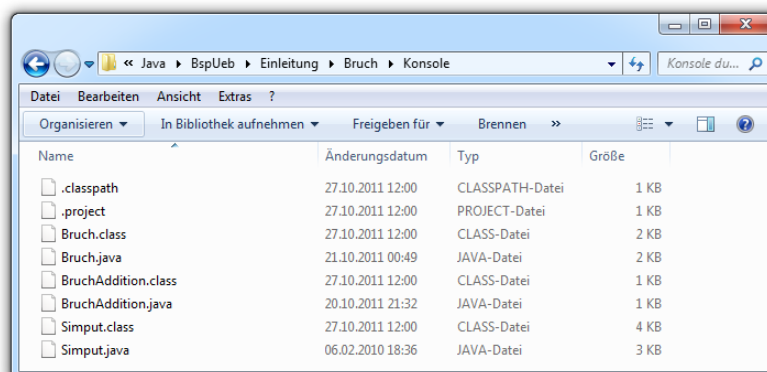 « Java ▸ BspUeb ▸ Einleitung ▸ Bruch ▸ Konsole Konsole du...
Datei Bearbeiten Ansicht Extras ?
Organisieren ▼ In Bibliothek aufnehmen ▼ Freigeben für ▼ Brennen »
Name Änderungsdatum Typ Größe
.classpath 27.10.2011 12:00 CLASSPATH-Datei 1 KB
.project 27.10.2011 12:00 PROJECT-Datei 1 KB
Bruch.class 27.10.2011 12:00 CLASS-Datei 2 KB
Bruch.java 21.10.2011 00:49 JAVA-Datei 2 KB
BruchAddition.class 27.10.2011 12:00 CLASS-Datei 1 KB
BruchAddition.java 20.10.2011 21:32 JAVA-Datei 1 KB
Simput.class 27.10.2011 12:00 CLASS-Datei 4 KB
Simput.java 06.02.2010 18:36 JAVA-Datei 3 KB